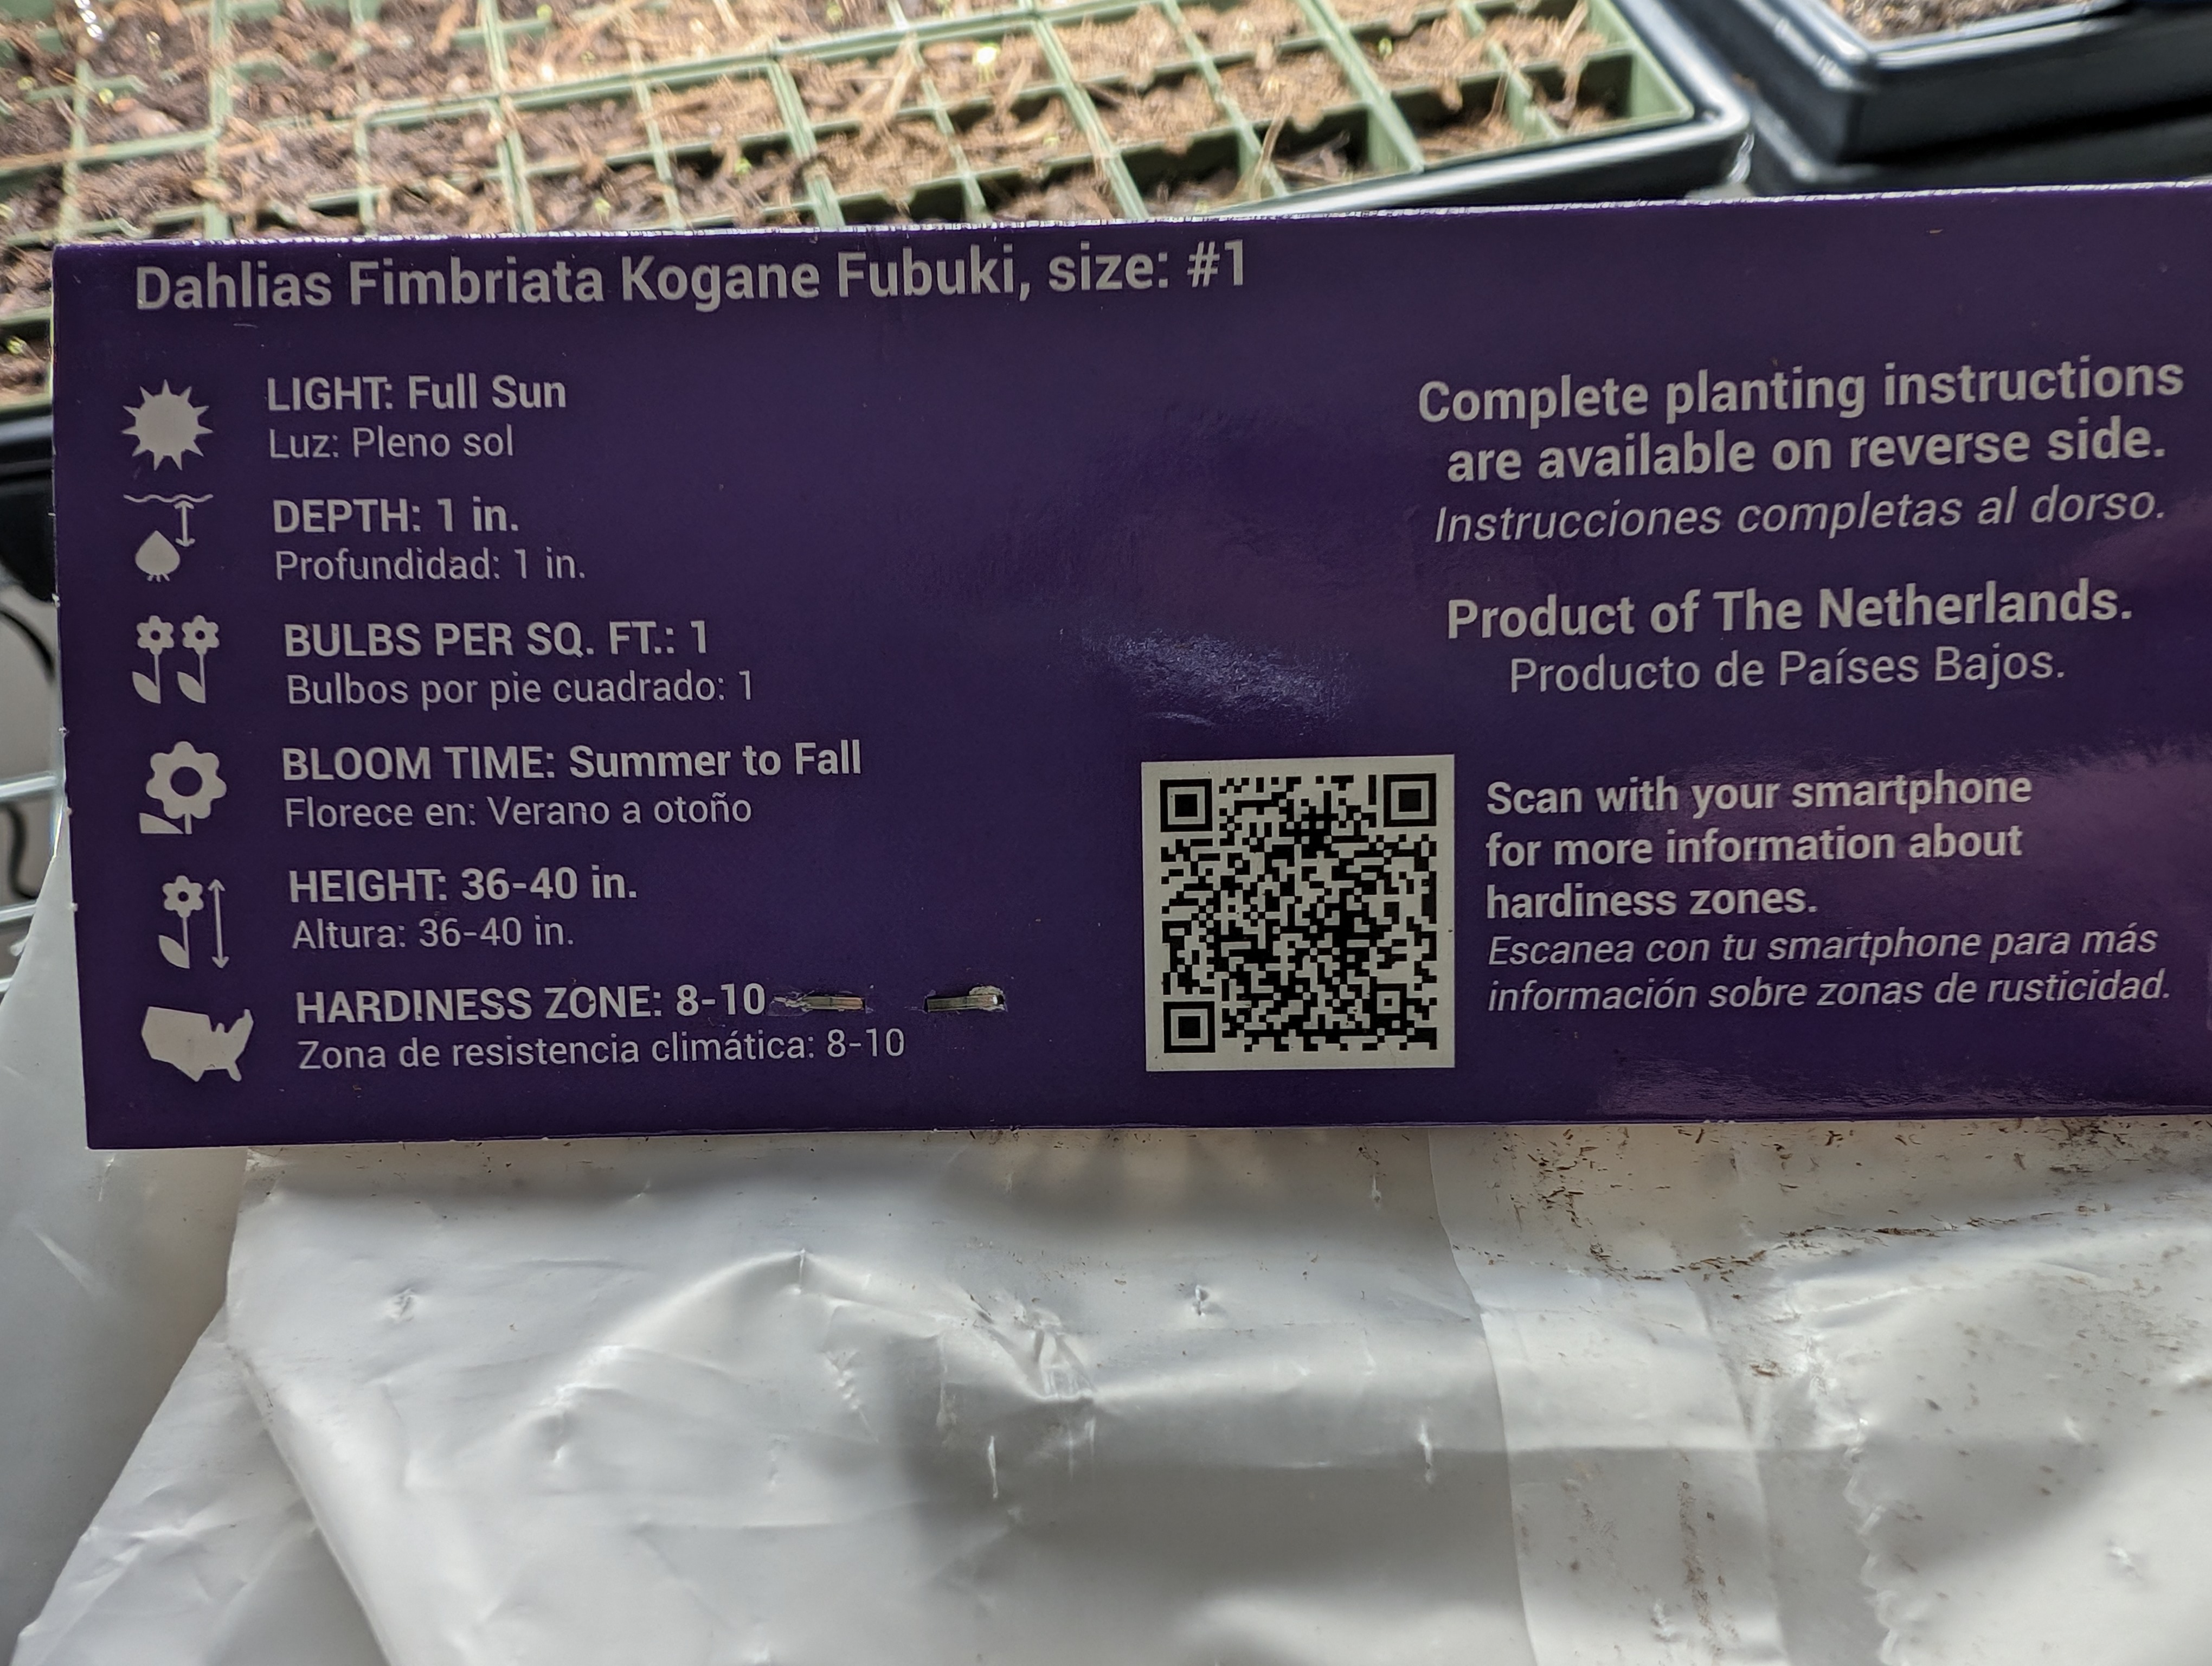 Dahlias Fimbriata Kogane Fubuki, size: #1
LIGHT: Full Sun
Luz: Pleno sol
DEPTH: 1 in.
Profundidad: 1 in.
BULBS PER SQ. FT.: 1
Bulbos por pie cuadrado: 1
BLOOM TIME: Summer to Fall
Florece en: Verano a otoño
HEIGHT: 36-40 in.
Altura: 36-40 in.
HARDINESS ZONE: 8-10
Zona de resistencia climática: 8-10
Complete planting instructions
are available on reverse side.
Instrucciones completas al dorso.
Product of The Netherlands.
Producto de Países Bajos.
Scan with your smartphone
for more information about
hardiness zones.
Escanea con tu smartphone para más
información sobre zonas de rusticidad.